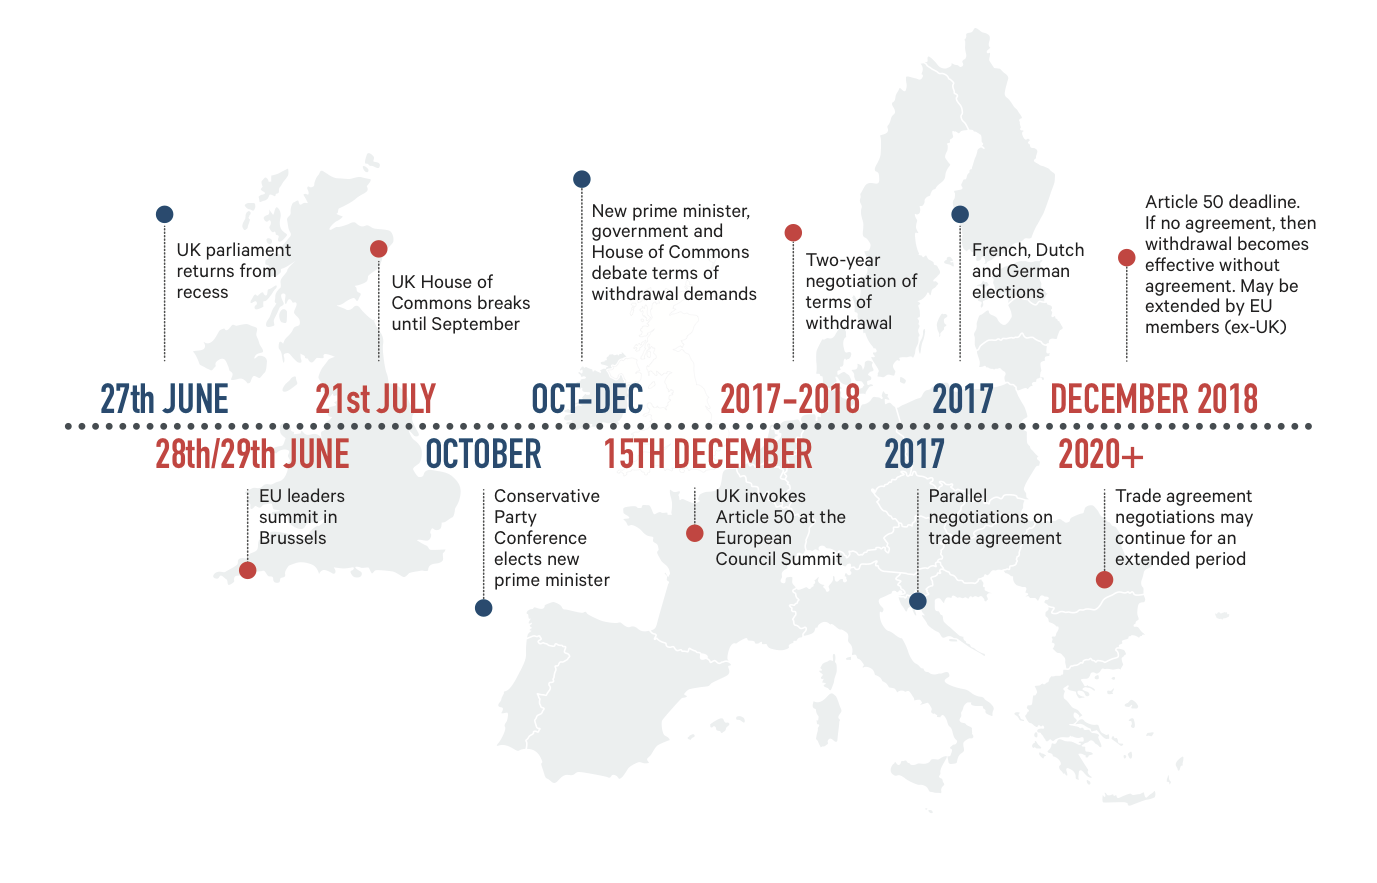 27th JUNE
UK parliament
returns from
recess
28th/29th JUNE
EU leaders
summit in
Brussels
21st JULY
UK House of
Commons breaks
until September
OCTOBER
Conservative
Party
Conference
elects new
prime minister
OCT-DEC
New prime minister,
government and
House of Commons
debate terms of
withdrawal demands
15TH DECEMBER
UK invokes
Article 50 at the
European
Council Summit
2017-2018
Two-year
negotiation of
terms of
withdrawal
2017
Parallel
negotiations on
trade agreement
2017
French, Dutch
and German
elections
2020+
Trade agreement
negotiations may
continue for an
extended period
DECEMBER 2018
Article 50 deadline.
If no agreement, then
withdrawal becomes
effective without
agreement. May be
extended by EU
members (ex-UK)